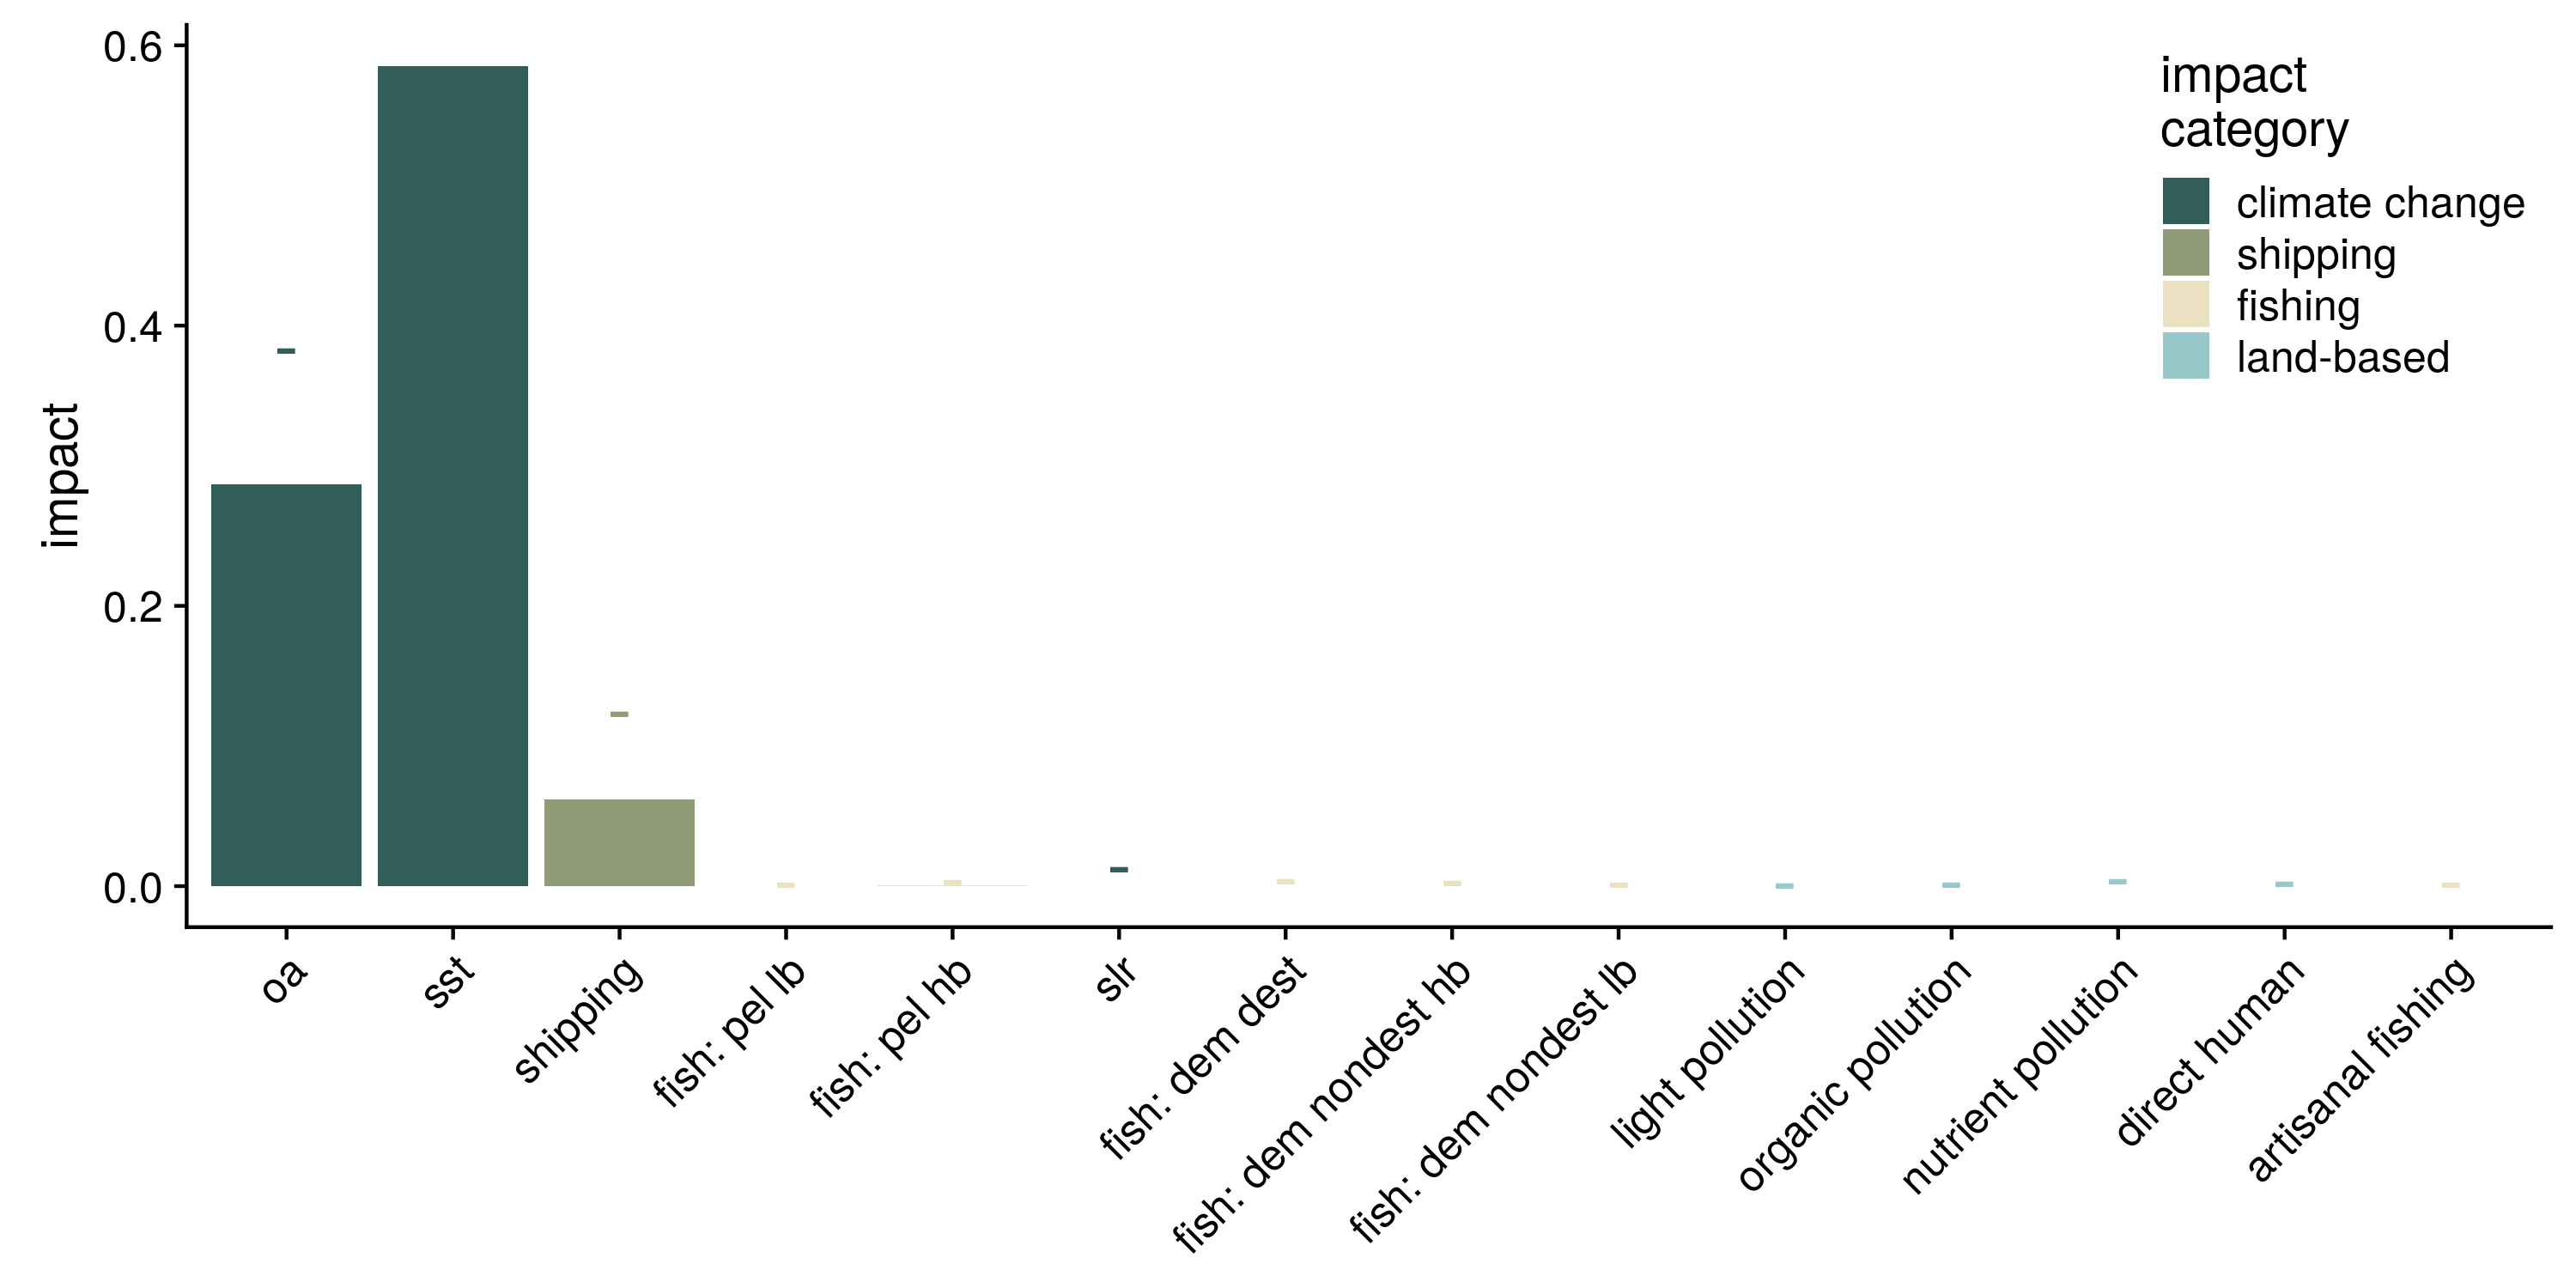 impact
0.6
0.4
0.2
0.0
impact
category
climate change
shipping
fishing
land-based
oa
sst
shipping
fish: pel lb
fish: pel hb
slr
fish: dem dest
fish: dem nondest hb
fish: dem nondest lb
light pollution
organic pollution
nutrient pollution
direct human
artisanal fishing